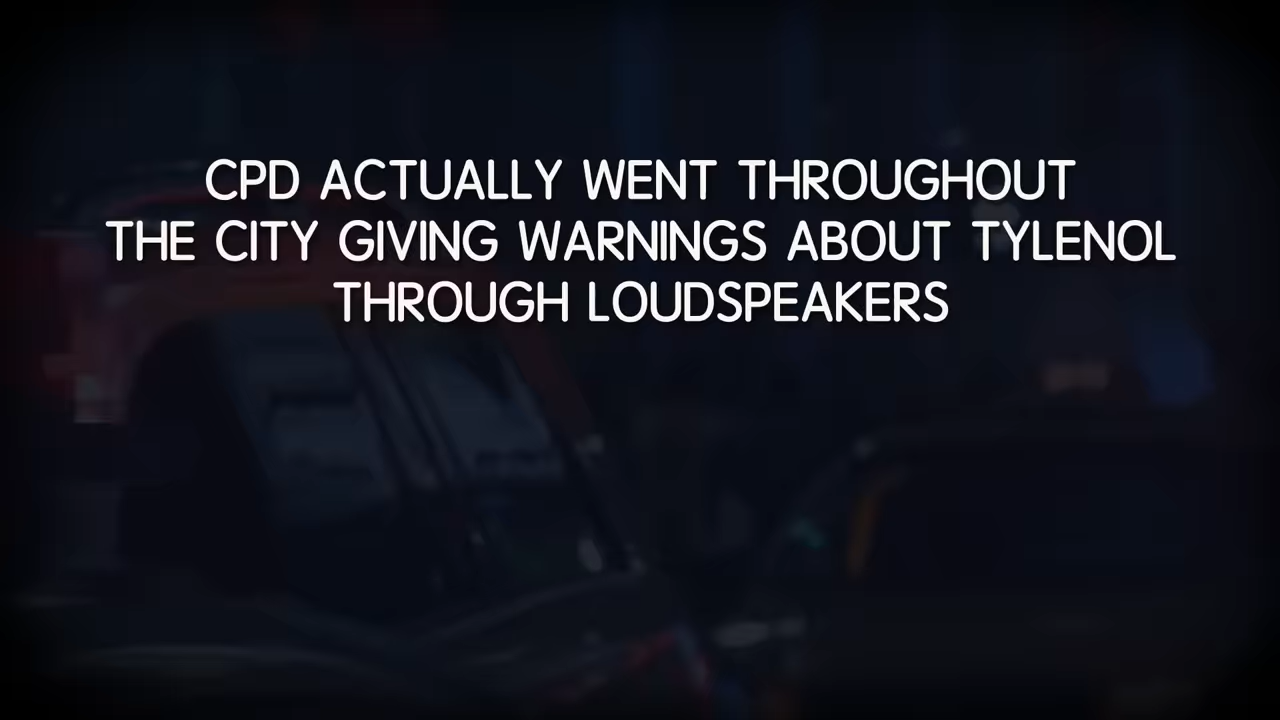 CPD ACTUALLY WENT THROUGHOUT
THE CITY GIVING WARNINGS ABOUT TYLENOL
THROUGH LOUDSPEAKERS